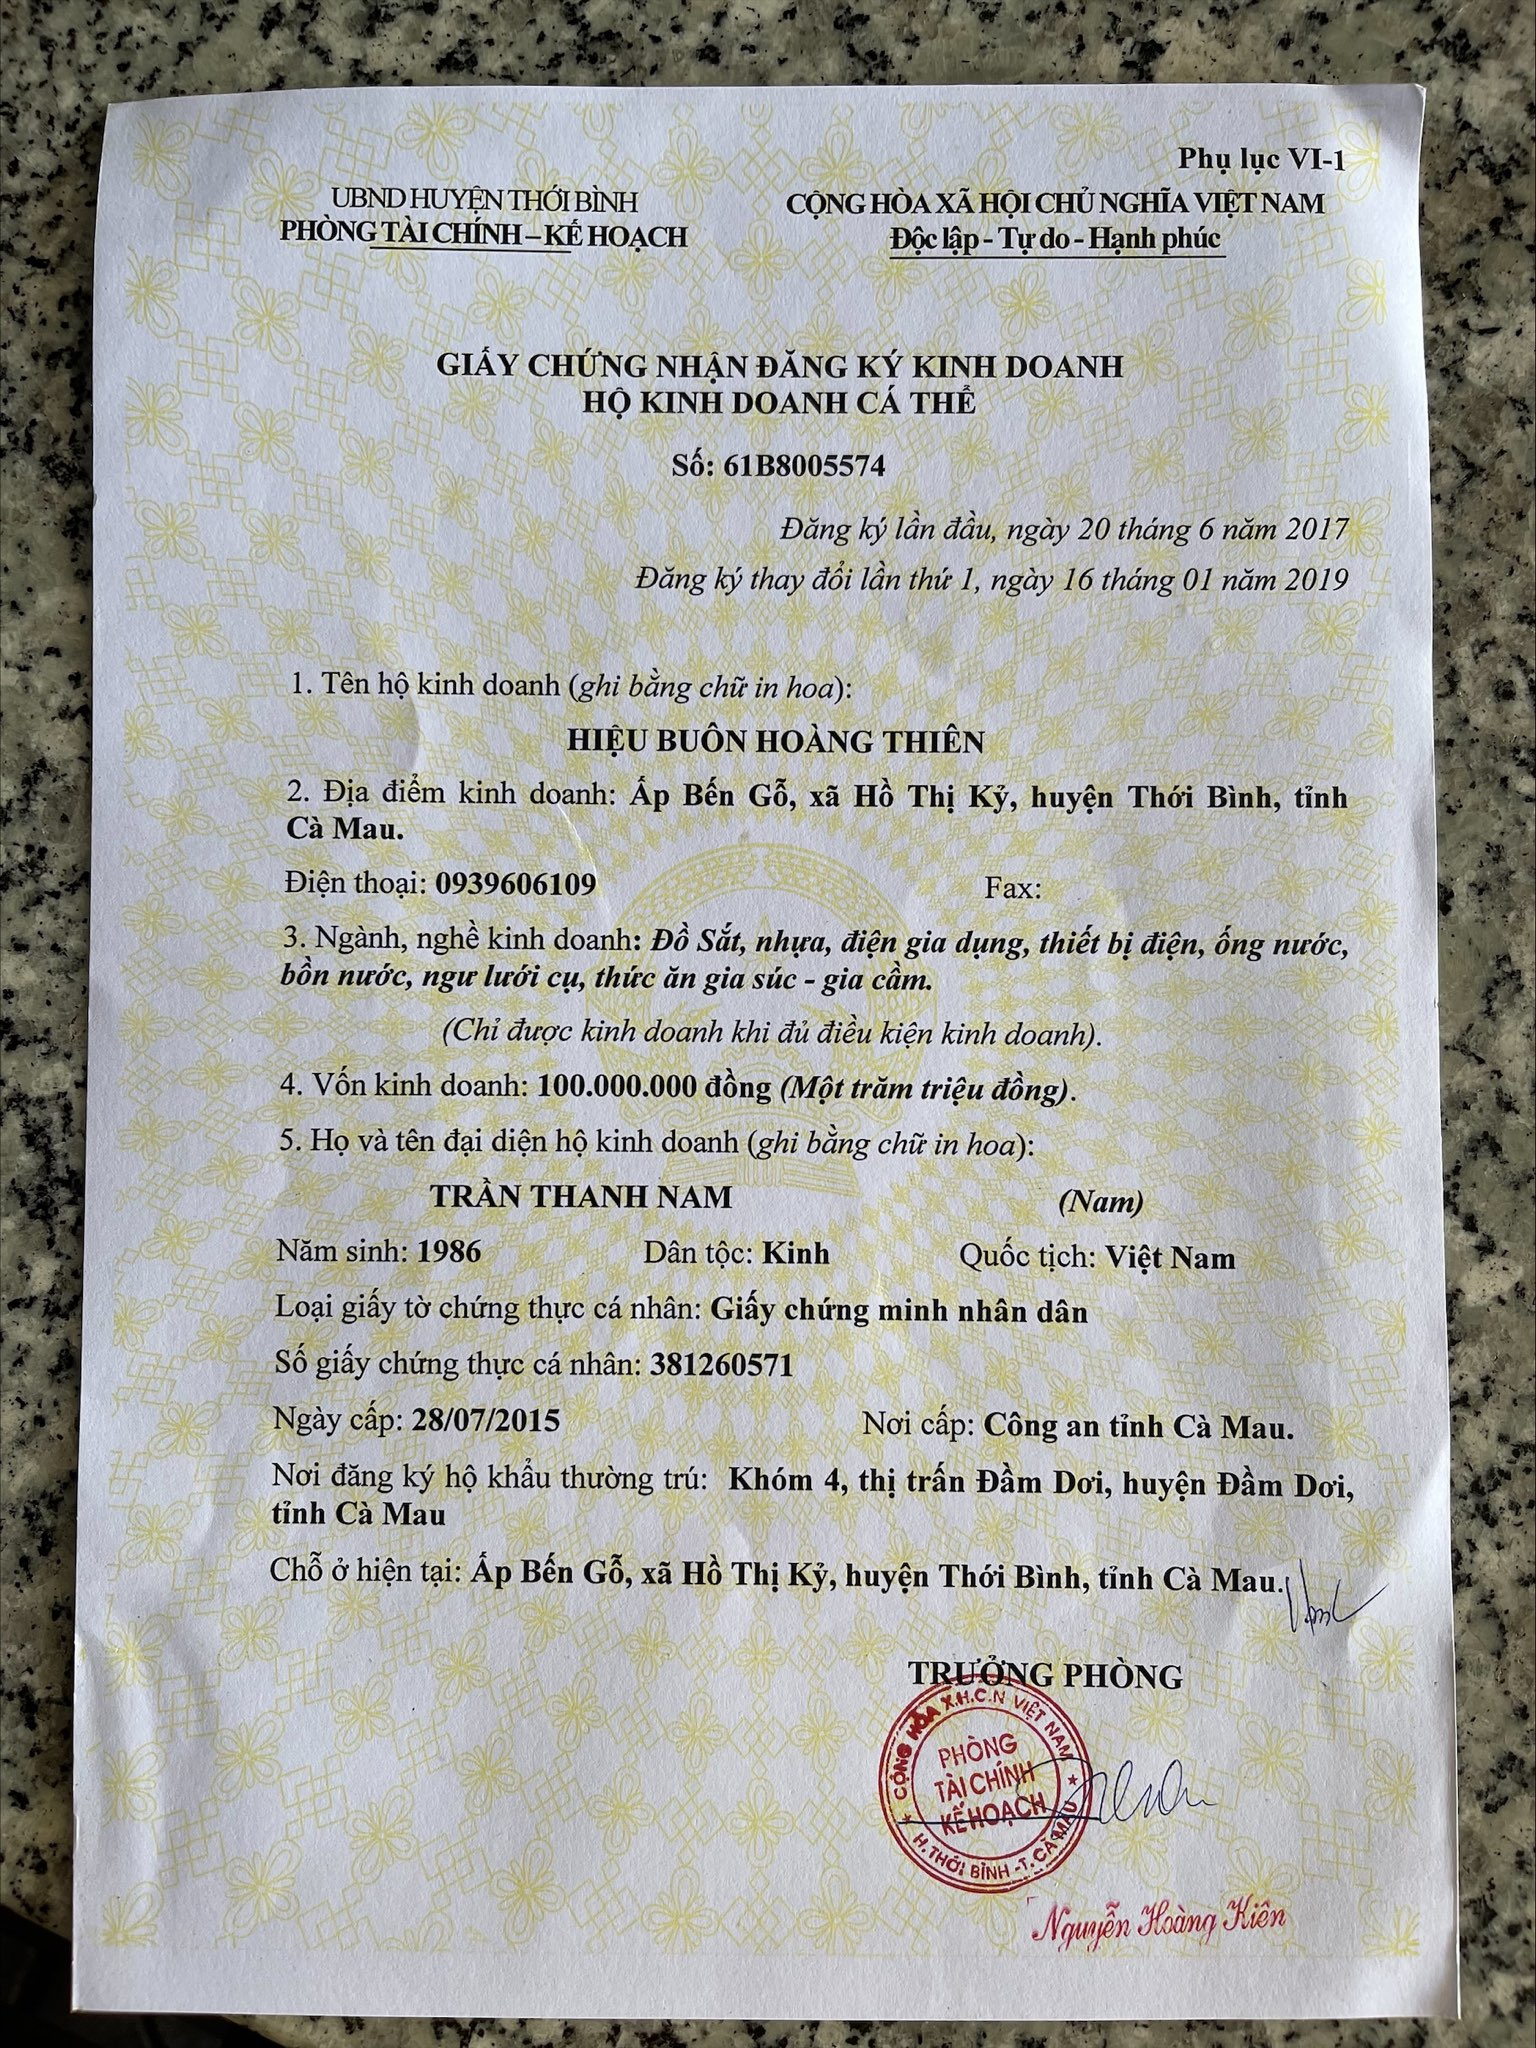 Phụ lục VI-1
UBND HUYỆN THỚI BÌNH
PHÒNG TÀI CHÍNH – KẾ HOẠCH
CỘNG HÒA XÃ HỘI CHỦ NGHĨA VIỆT NAM
Độc lập - Tự do - Hạnh phúc
GIẤY CHỨNG NHẬN ĐĂNG KÝ KINH DOANH
HỘ KINH DOANH CÁ THỂ
Số: 61B8005574
Đăng ký lần đầu, ngày 20 tháng 6 năm 2017
Đăng ký thay đổi lần thứ 1, ngày 16 tháng 01 năm 2019
1. Tên hộ kinh doanh (ghi bằng chữ in hoa):
HIỆU BUÔN HOÀNG THIÊN
2. Địa điểm kinh doanh: Ấp Bến Gỗ, xã Hồ Thị Kỷ, huyện Thới Bình, tỉnh
Cà Mau.
Điện thoại: 0939606109 Fax:
3. Ngành, nghề kinh doanh: Đồ Sắt, nhựa, điện gia dụng, thiết bị điện, ống nước,
bồn nước, ngư lưới cụ, thức ăn gia súc - gia cầm.
(Chỉ được kinh doanh khi đủ điều kiện kinh doanh).
4. Vốn kinh doanh: 100.000.000 đồng (Một trăm triệu đồng).
5. Họ và tên đại diện hộ kinh doanh (ghi bằng chữ in hoa):
TRẦN THANH NAM (Nam)
Năm sinh: 1986 Dân tộc: Kinh Quốc tịch: Việt Nam
Loại giấy tờ chứng thực cá nhân: Giấy chứng minh nhân dân
Số giấy chứng thực cá nhân: 381260571
Ngày cấp: 28/07/2015 Nơi cấp: Công an tỉnh Cà Mau.
Nơi đăng ký hộ khẩu thường trú: Khóm 4, thị trấn Đầm Dơi, huyện Đầm Dơi,
tỉnh Cà Mau
Chỗ ở hiện tại: Ấp Bến Gỗ, xã Hồ Thị Kỷ, huyện Thới Bình, tỉnh Cà Mau.
TRƯỞNG PHÒNG
CỘNG HÒA X.H.C.N VIỆT NAM
PHÒNG
TÀI CHÍNH
KẾ HOẠCH
H.THỚI BÌNH - T.CÀ MAU
Nguyễn Hoàng Kiên